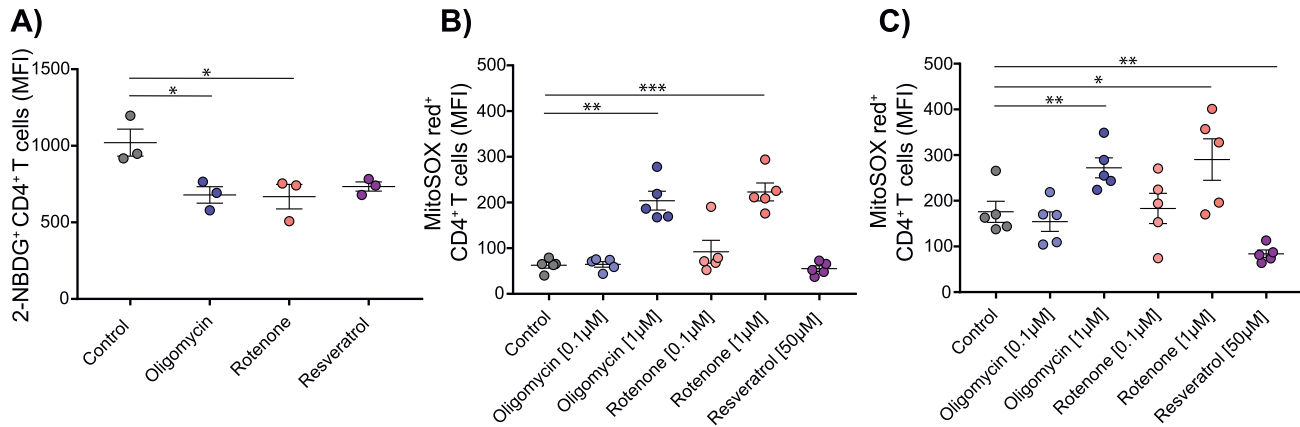 A)
2-NBDG⁺ CD4⁺ T cells (MFI)
1500
1000
500
0
*
*
Control
Oligomycin
Rotenone
Resveratrol
B)
MitoSOX red⁺
CD4⁺ T cells (MFI)
500
400
300
200
100
0
***
**
Control
Oligomycin [0.1µM]
Oligomycin [1µM]
Rotenone [0.1µM]
Rotenone [1µM]
Resveratrol [50µM]
C)
MitoSOX red⁺
CD4⁺ T cells (MFI)
500
400
300
200
100
0
**
*
**
Control
Oligomycin [0.1µM]
Oligomycin [1µM]
Rotenone [0.1µM]
Rotenone [1µM]
Resveratrol [50µM]